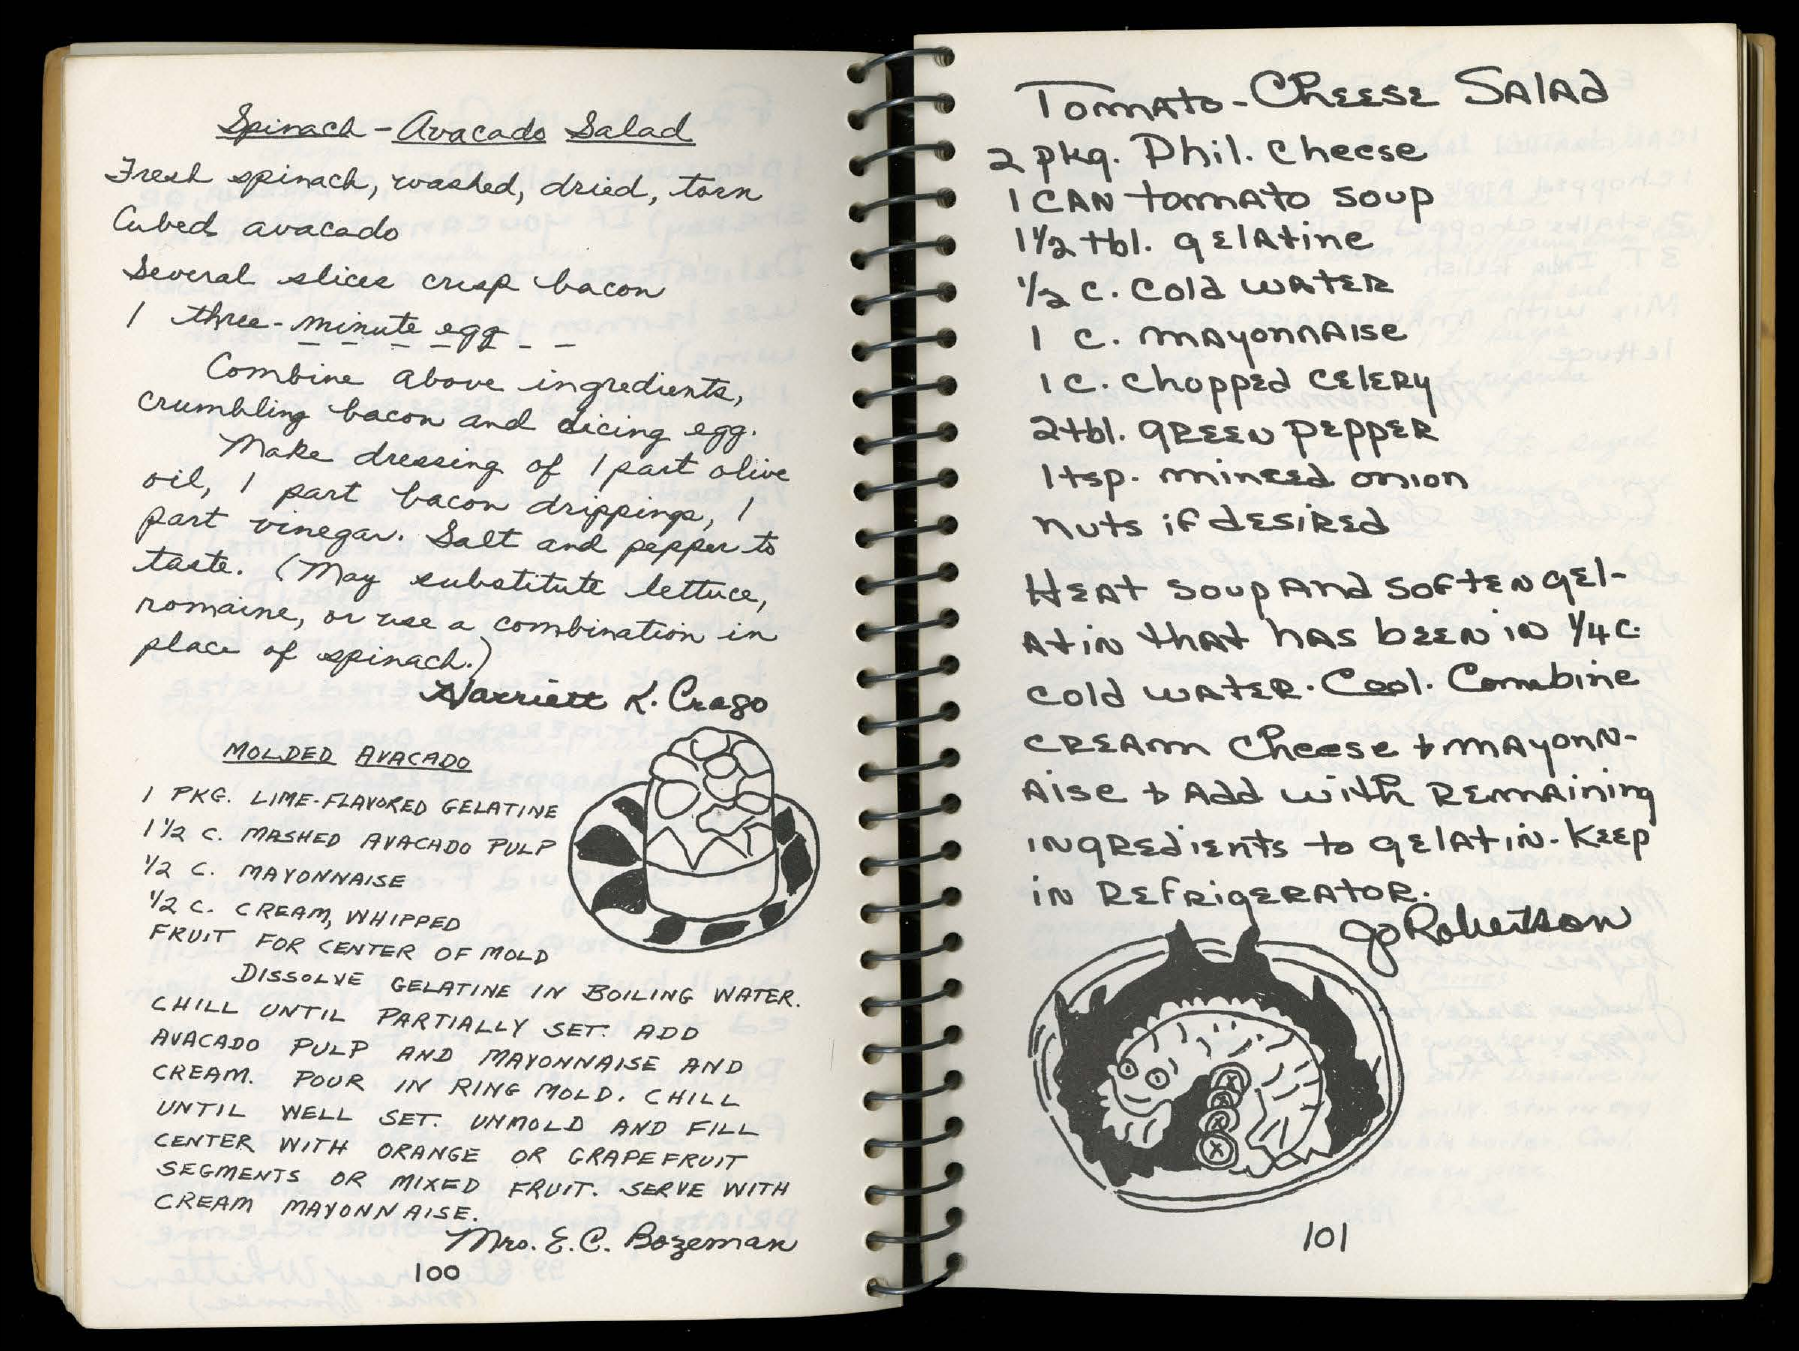 Spinach - Avacado Salad
Fresh spinach, washed, dried, torn
Cubed avacado
Several slices crisp bacon
1 three-minute egg
Combine above ingredients,
crumbling bacon and dicing egg.
Make dressing of 1 part olive
oil, 1 part bacon drippings, 1
part vinegar. Salt and pepper to
taste. (May substitute lettuce,
romaine, or use a combination in
place of spinach.)
Harriett K. Crago
MOLDED AVACADO
1 PKG. LIME-FLAVORED GELATINE
1 1/2 C. MASHED AVACADO PULP
1/2 C. MAYONNAISE
1/2 C. CREAM, WHIPPED
FRUIT FOR CENTER OF MOLD
DISSOLVE GELATINE IN BOILING WATER.
CHILL UNTIL PARTIALLY SET. ADD
AVACADO PULP AND MAYONNAISE AND
CREAM. POUR IN RING MOLD. CHILL
UNTIL WELL SET. UNMOLD AND FILL
CENTER WITH ORANGE OR GRAPEFRUIT
SEGMENTS OR MIXED FRUIT. SERVE WITH
CREAM MAYONNAISE.
Mrs. E.C. Bozeman
100
Tomato-Cheese Salad
2 pkg. Phil. Cheese
1 can tomato soup
1 1/2 tbl. gelatine
1/2 c. cold water
1 c. mayonnaise
1 c. chopped celery
2 tbl. green pepper
1 tsp. minced onion
nuts if desired
Heat soup and soften gel-
atin that has been in 1/4 c.
cold water. Cool. Combine
cream cheese + mayonn-
aise + add with remaining
ingredients to gelatin. Keep
in refrigerator.
Jo Robertson
101